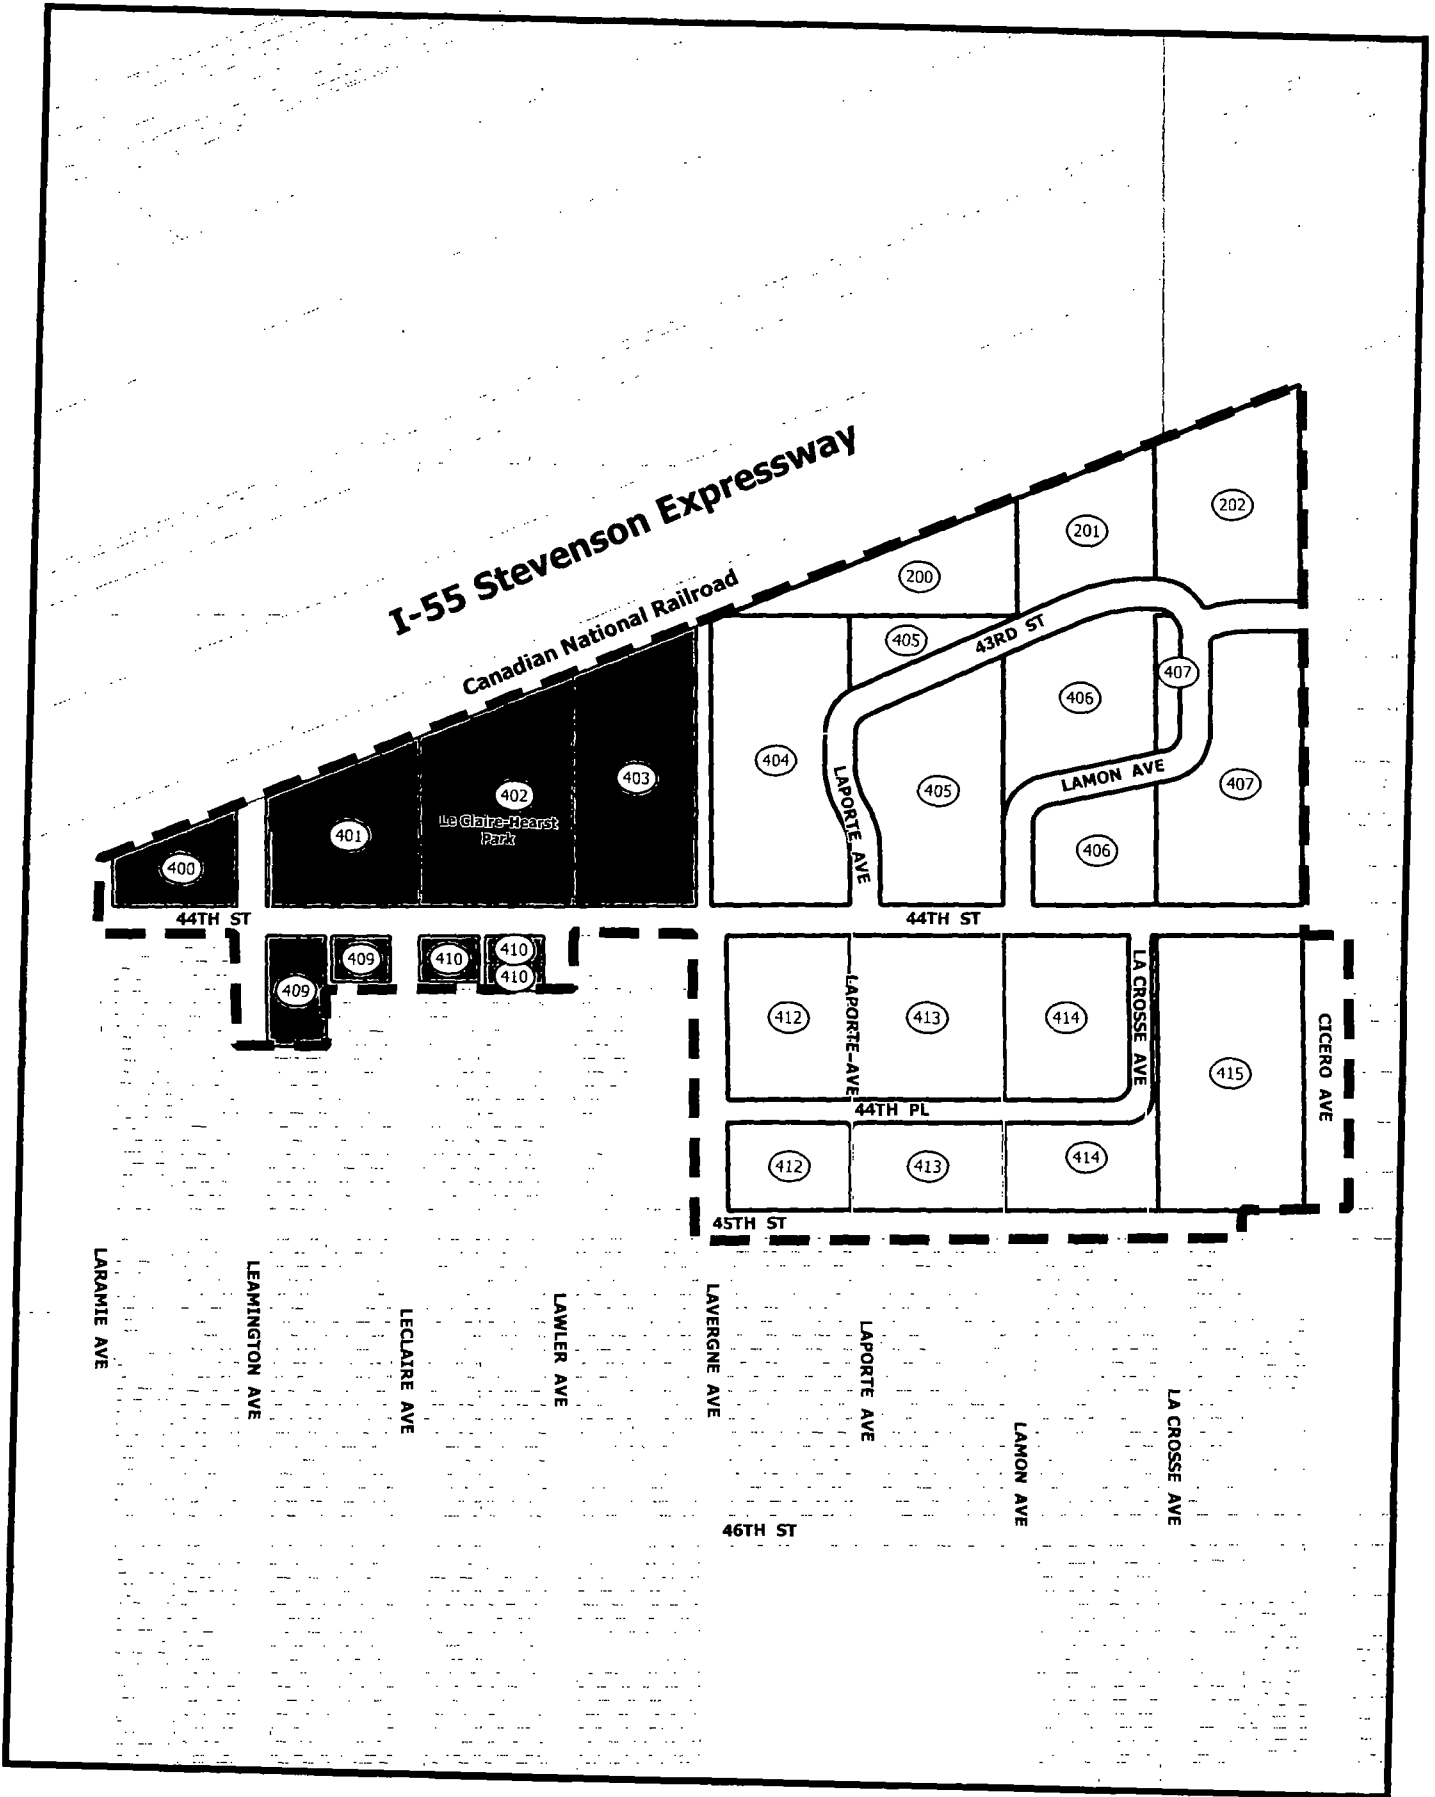 I-55 Stevenson Expressway
Canadian National Railroad
202
201
200
405
43RD ST
407
406
404
403
402
Le Claire-Hearst
Park
401
400
405
LAPORTE AVE
LAMON AVE
407
406
44TH ST
44TH ST
409
409
410
410
410
412
LAPORTE-AVE
413
414
LA CROSSE AVE
415
CICERO AVE
44TH PL
412
413
414
45TH ST
LARAMIE AVE
LEAMINGTON AVE
LECLAIRE AVE
LAWLER AVE
LAVERGNE AVE
LAPORTE AVE
LAMON AVE
LA CROSSE AVE
46TH ST